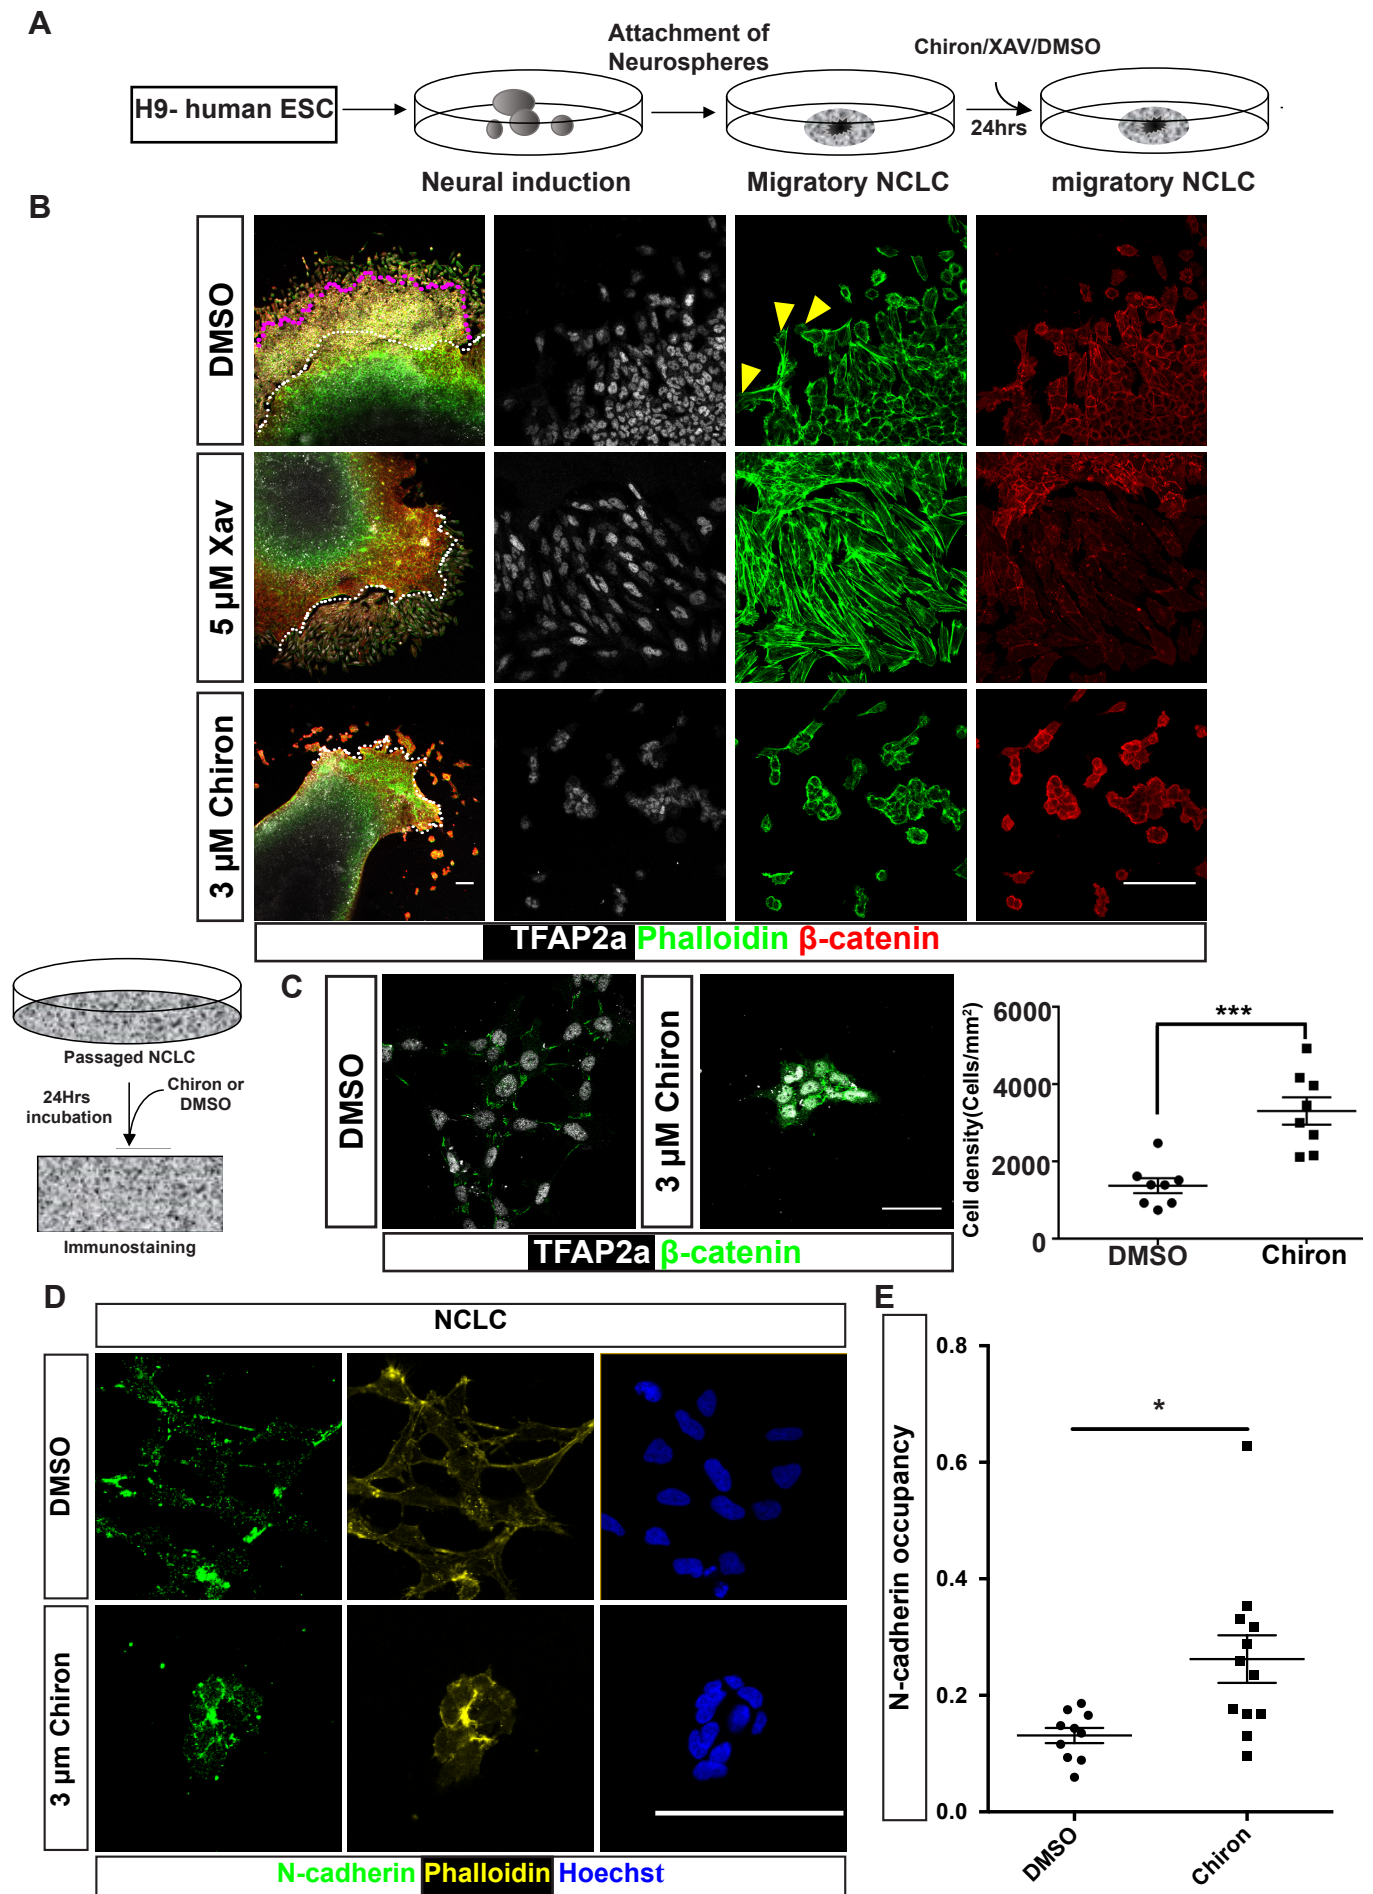 A
H9- human ESC
Attachment of
Neurospheres
Chiron/XAV/DMSO
24hrs
Neural induction
Migratory NCLC
migratory NCLC
B
DMSO
5 µM Xav
3 µM Chiron
TFAP2a Phalloidin β-catenin
Passaged NCLC
24Hrs
incubation
Chiron or
DMSO
Immunostaining
C
DMSO
3 µM Chiron
TFAP2a β-catenin
Cell density(Cells/mm²)
6000
4000
2000
0
***
DMSO
Chiron
D
NCLC
DMSO
3 µm Chiron
N-cadherin Phalloidin Hoechst
E
N-cadherin occupancy
0.8
0.6
0.4
0.2
0.0
*
DMSO
Chiron